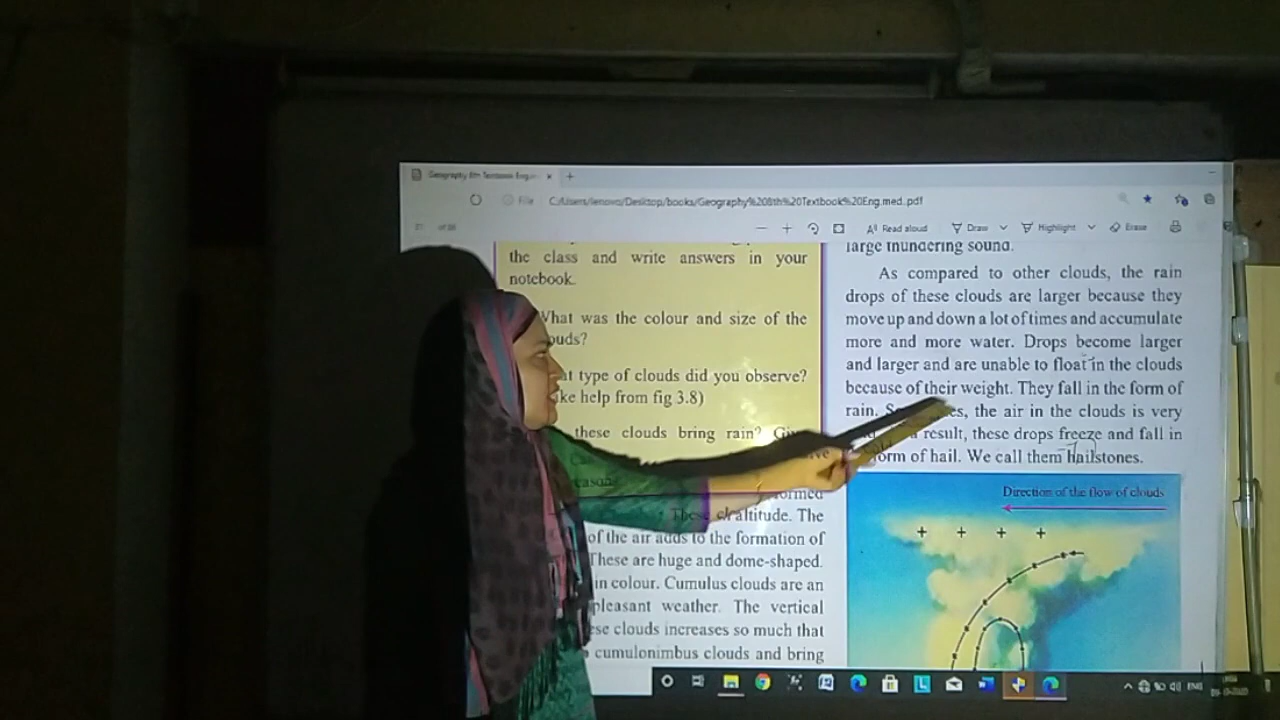 Geography 8th Textbook Eng
File
C:/Users/lenovo/Desktop/books/Geography%208th%20Textbook%20Eng.med.pdf
Read aloud
Draw
Highlight
Erase
the class and write answers in your
notebook.
What was the colour and size of the
type of clouds did you observe?
help from fig 3.8)
these clouds bring rain?
altitude. The
of the air adds to the formation of
These are huge and dome-shaped.
in colour. Cumulus clouds are an
pleasant weather. The vertical
clouds increases so much that
cumulonimbus clouds and bring
large thundering sound.
As compared to other clouds, the rain
drops of these clouds are larger because they
move up and down a lot of times and accumulate
more and more water. Drops become larger
and larger and are unable to float in the clouds
because of their weight. They fall in the form of
rain. the air in the clouds is very
result, these drops freeze and fall in
form of hail. We call them hailstones.
Direction of the flow of clouds
+ + + +
ENG